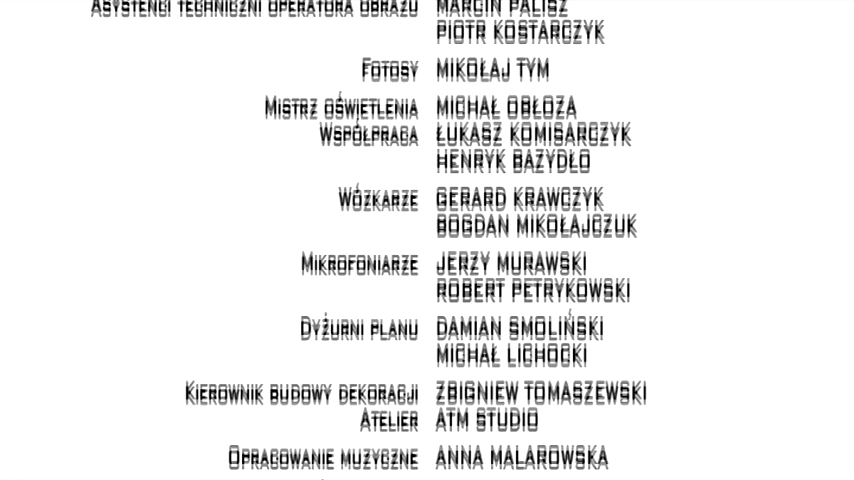 ASYSTENCI TECHNICZNI OPERATORA OBRAZU MARCIN PALISZ
PIOTR KOSTARCZYK
FOTOSY MIKOŁAJ TYM
MISTRZ OŚWIETLENIA MICHAŁ OBŁOZA
WSPÓŁPRACA ŁUKASZ KOMISARCZYK
HENRYK BAZYDŁO
WÓZKARZE GERARD KRAWCZYK
BOGDAN MIKOŁAJCZUK
MIKROFONIARZE JERZY MURAWSKI
ROBERT PETRYKOWSKI
DYŻURNI PLANU DAMIAN SMOLIŃSKI
MICHAŁ LICHOCKI
KIEROWNIK BUDOWY DEKORACJI ZBIGNIEW TOMASZEWSKI
ATELIER ATM STUDIO
OPRACOWANIE MUZYCZNE ANNA MALAROWSKA